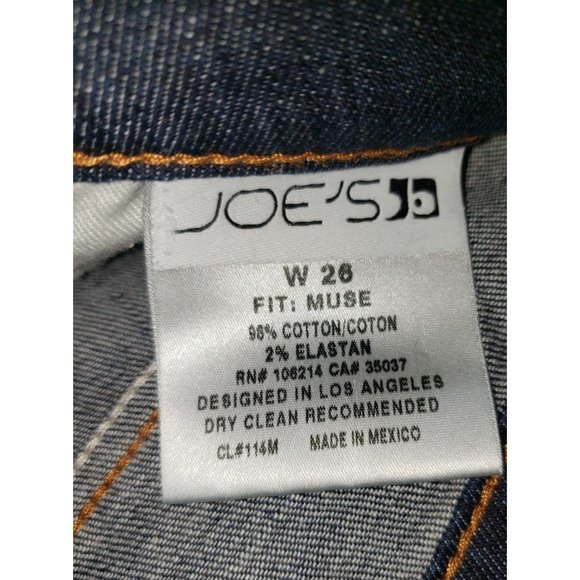 JOE'S
W 26
FIT: MUSE
98% COTTON/COTON
2% ELASTAN
RN# 106214 CA# 35037
DESIGNED IN LOS ANGELES
DRY CLEAN RECOMMENDED
CL#114M MADE IN MEXICO